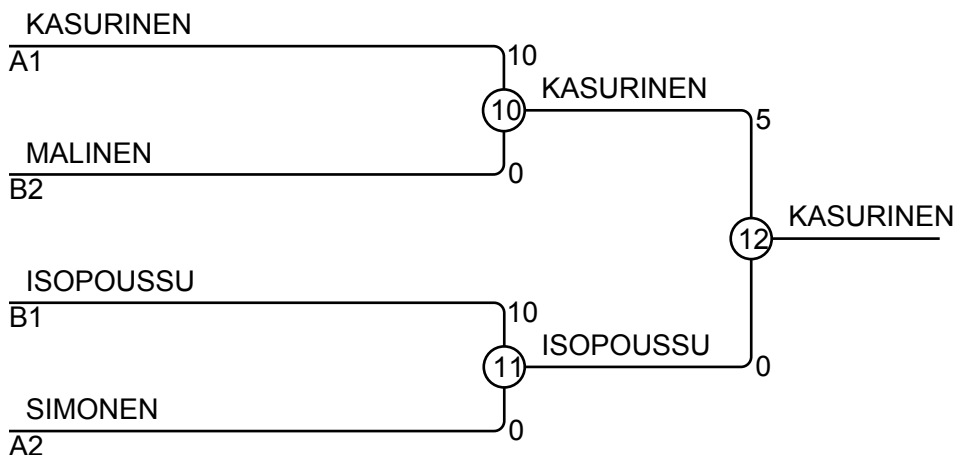 KASURINEN
A1
10
10
KASURINEN
5
MALINEN
B2
0
12
KASURINEN
ISOPOUSSU
B1
10
11
ISOPOUSSU
0
SIMONEN
A2
0